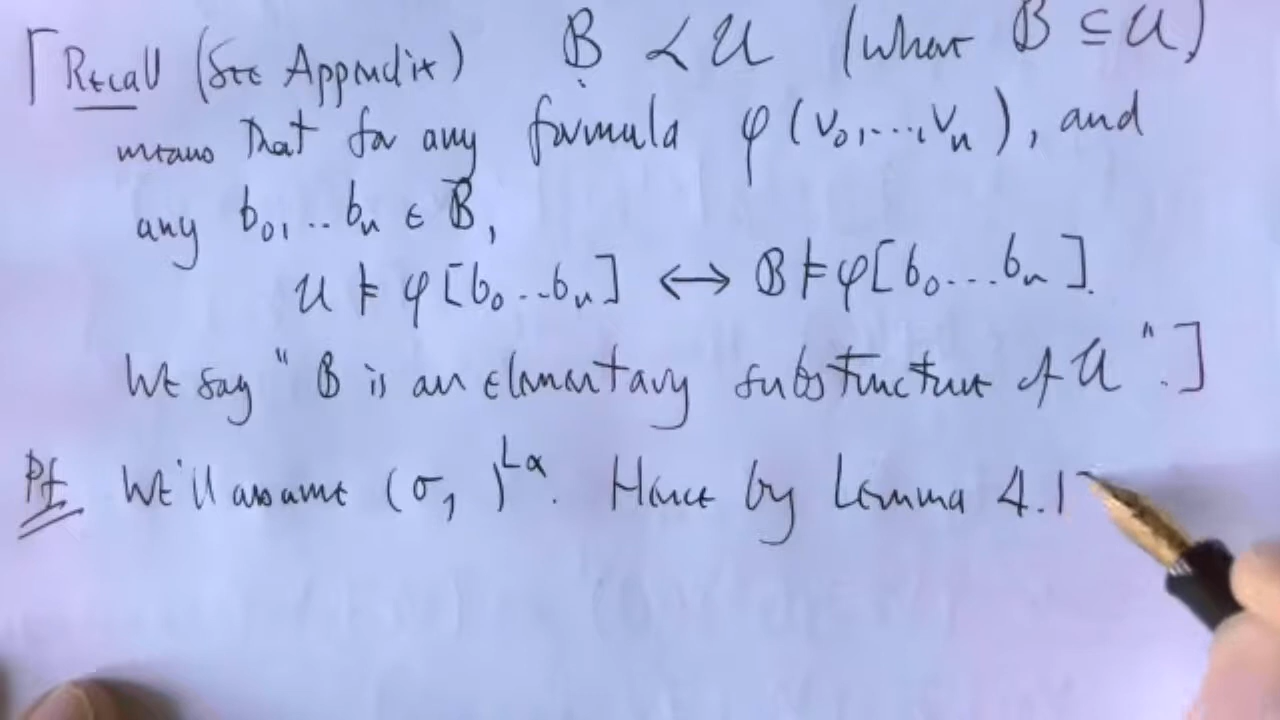 [Recall (See Appendix) B ≺ U (when B ⊆ U)
means that for any formula φ(v₀,...,vₙ), and
any b₀,..bₙ ∈ B,
U ⊧ φ[b₀...bₙ] ↔ B ⊧ φ[b₀...bₙ].
We say "B is an elementary substructure of U".]
Pf We'll assume (σ₁)^Lα. Hence by Lemma 4.1